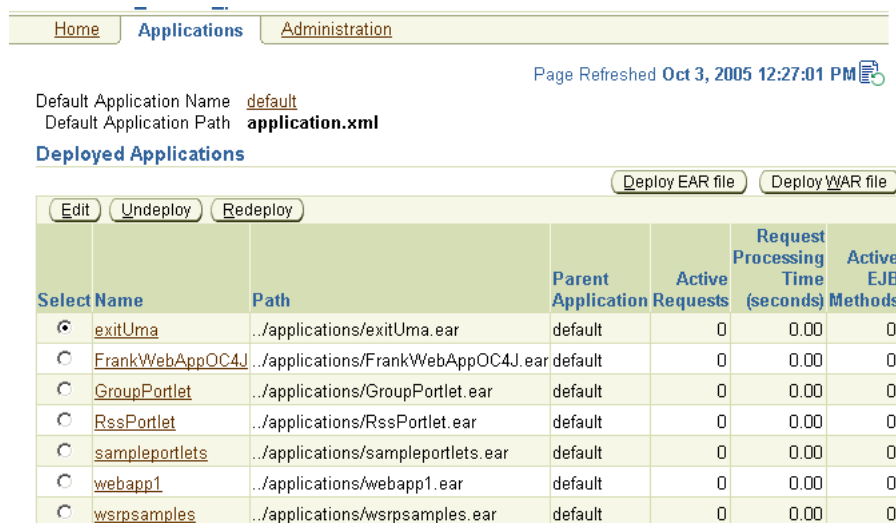 Home Applications Administration
Page Refreshed Oct 3, 2005 12:27:01 PM
Default Application Name default
Default Application Path application.xml
Deployed Applications
Deploy EAR file Deploy WAR file
Edit Undeploy Redeploy
Select Name Path Parent Application Active Requests Request Processing Time (seconds) Active EJB Methods
exitUma ../applications/exitUma.ear default 0 0.00 0
FrankWebAppOC4J ../applications/FrankWebAppOC4J.ear default 0 0.00 0
GroupPortlet ../applications/GroupPortlet.ear default 0 0.00 0
RssPortlet ../applications/RssPortlet.ear default 0 0.00 0
sampleportlets ../applications/sampleportlets.ear default 0 0.00 0
webapp1 ../applications/webapp1.ear default 0 0.00 0
wsrpsamples ../applications/wsrpsamples.ear default 0 0.00 0